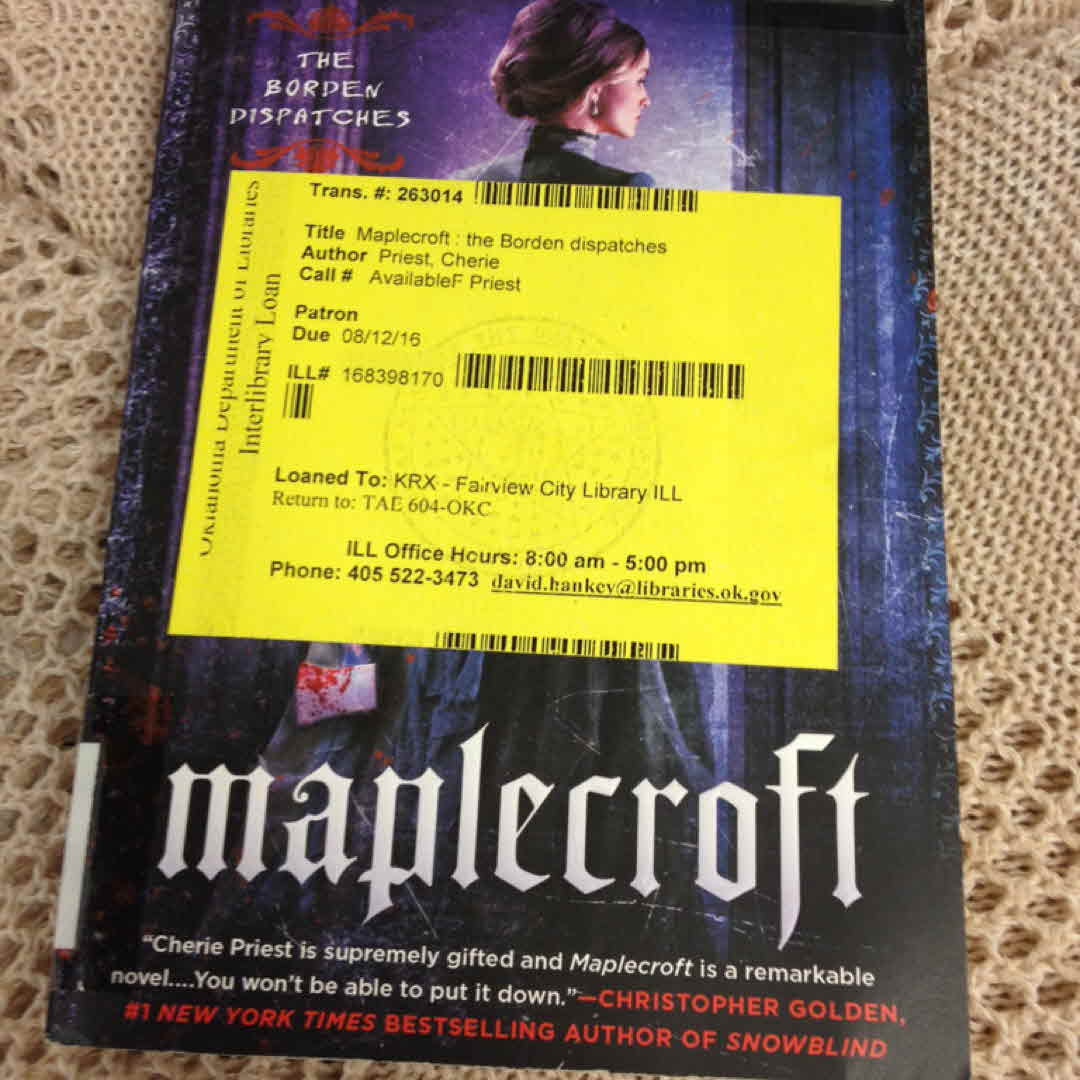 THE
BORDEN
DISPATCHES
Trans. #: 263014
Title Maplecroft : the Borden dispatches
Author Priest, Cherie
Call # AvailableF Priest
Patron
Due 08/12/16
ILL# 168398170
Loaned To: KRX - Fairview City Library ILL
Return to: TAE 604-OKC
ILL Office Hours: 8:00 am - 5:00 pm
Phone: 405 522-3473 david.hankey@libraries.ok.gov
Oklahoma Department of Libraries
Interlibrary Loan
maplecroft
“Cherie Priest is supremely gifted and Maplecroft is a remarkable
novel....You won’t be able to put it down.”—CHRISTOPHER GOLDEN,
#1 NEW YORK TIMES BESTSELLING AUTHOR OF SNOWBLIND